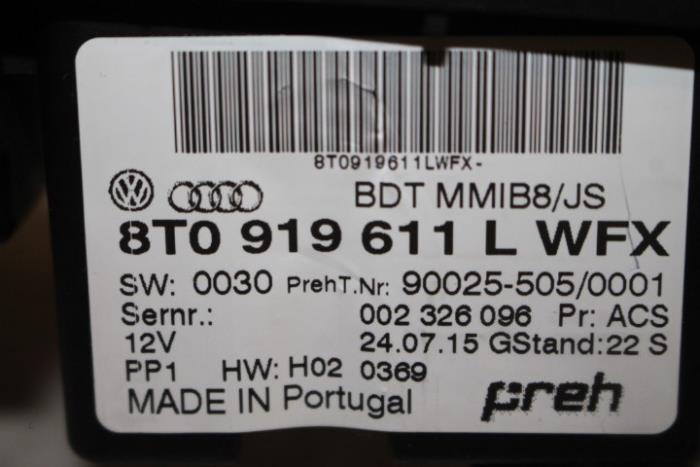 8T0919611LWFX-
BDT MMIB8/JS
8T0 919 611 L WFX
SW: 0030 PrehT.Nr: 90025-505/0001
Sernr.: 002 326 096 Pr: ACS
12V 24.07.15 GStand:22 S
PP1 HW: H02 0369
MADE IN Portugal preh